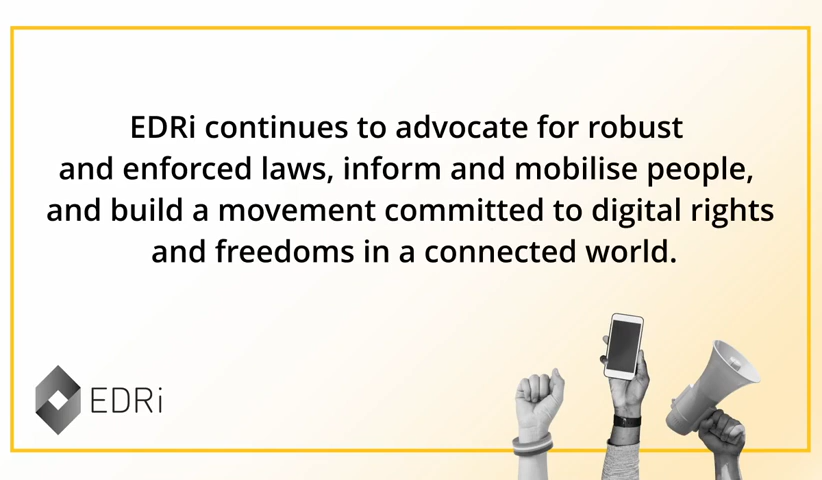 EDRi continues to advocate for robust
and enforced laws, inform and mobilise people,
and build a movement committed to digital rights
and freedoms in a connected world.
EDRi